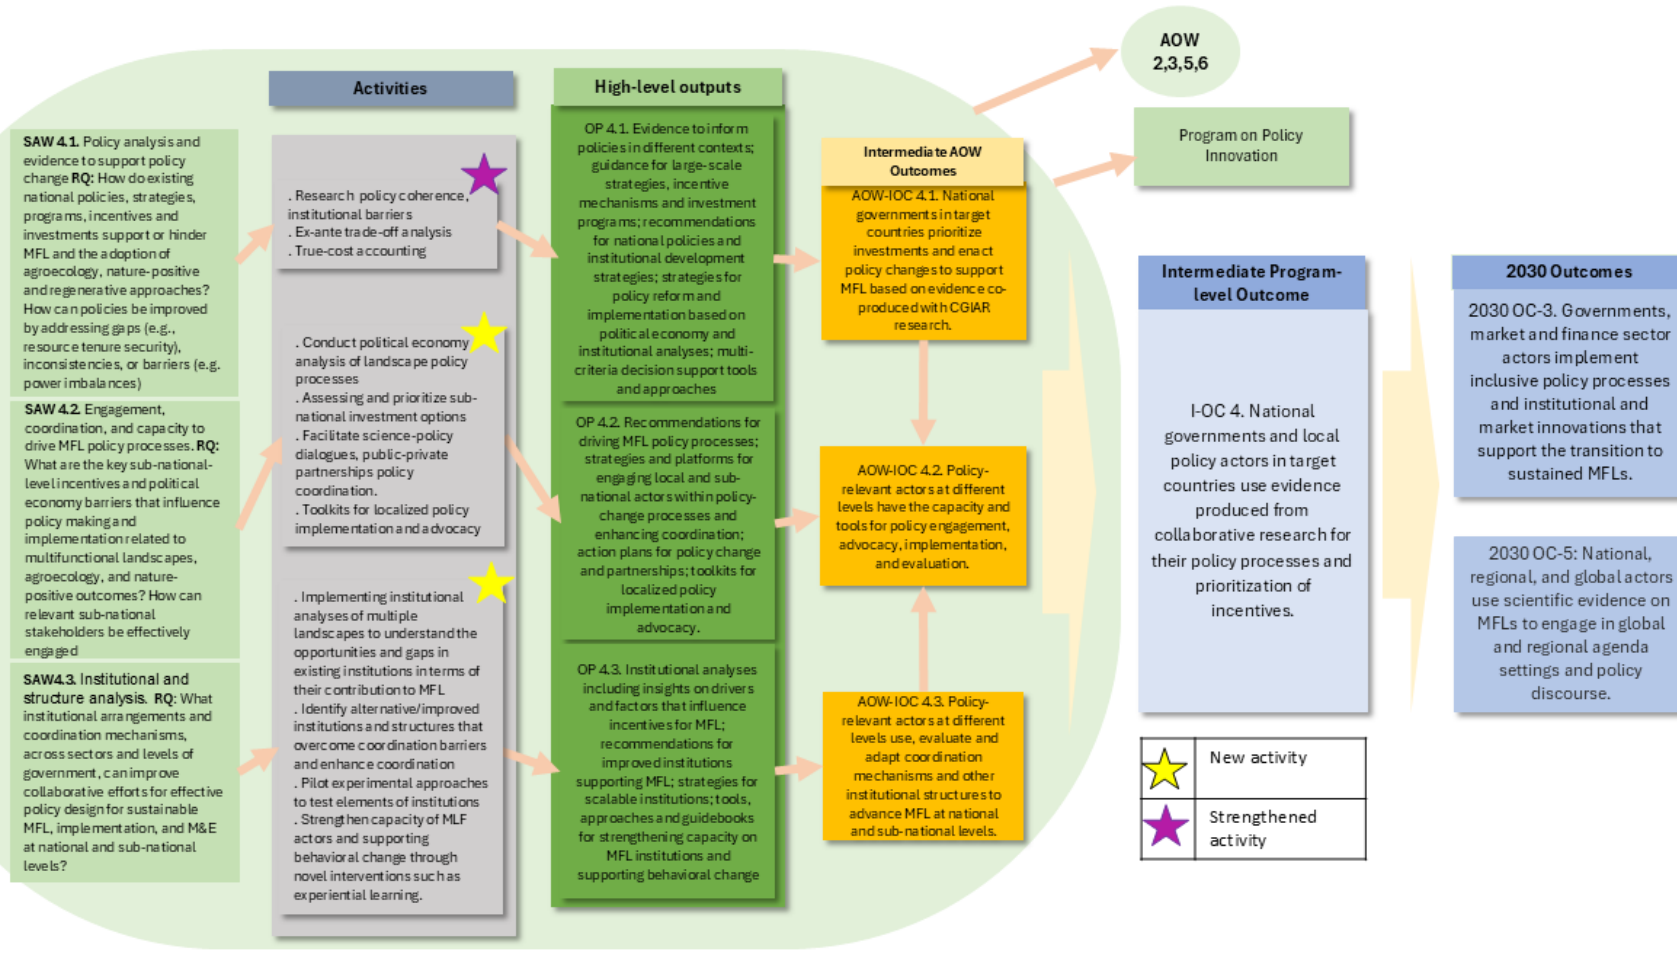 AOW
2,3,5,6
Program on Policy
Innovation
Activities
High-level outputs
Intermediate AOW
Outcomes
SAW 4.1. Policy analysis and
evidence to support policy
change RQ: How do existing
national policies, strategies,
programs, incentives and
investments support or hinder
MFL and the adoption of
agroecology, nature-positive
and regenerative approaches?
How can policies be improved
by addressing gaps (e.g.,
resource tenure security),
inconsistencies, or barriers (e.g.
power imbalances)
SAW 4.2. Engagement,
coordination, and capacity to
drive MFL policy processes. RQ:
What are the key sub-national-
level incentives and political
economy barriers that influence
policy making and
implementation related to
multifunctional landscapes,
agroecology, and nature-
positive outcomes? How can
relevant sub-national
stakeholders be effectively
engaged
SAW4.3. Institutional and
structure analysis. RQ: What
institutional arrangements and
coordination mechanisms,
across sectors and levels of
government, can improve
collaborative efforts for effective
policy design for sustainable
MFL, implementation, and M&E
at national and sub-national
levels?
. Research policy coherence,
institutional barriers
. Ex-ante trade-off analysis
. True-cost accounting
. Conduct political economy
analysis of landscape policy
processes
. Assessing and prioritize sub-
national investment options
. Facilitate science-policy
dialogues, public-private
partnerships policy
coordination.
. Toolkits for localized policy
implementation and advocacy
. Implementing institutional
analyses of multiple
landscapes to understand the
opportunities and gaps in
existing institutions in terms of
their contribution to MFL
. Identify alternative/improved
institutions and structures that
overcome coordination barriers
and enhance coordination
. Pilot experimental approaches
to test elements of institutions
. Strengthen capacity of MLF
actors and supporting
behavioral change through
novel interventions such as
experiential learning.
OP 4.1. Evidence to inform
policies in different contexts;
guidance for large-scale
strategies, incentive
mechanisms and investment
programs; recommendations
for national policies and
institutional development
strategies; strategies for
policy reform and
implementation based on
political economy and
institutional analyses; multi-
criteria decision support tools
and approaches
OP 4.2. Recommendations for
driving MFL policy processes;
strategies and platforms for
engaging local and sub-
national actors within policy-
change processes and
enhancing coordination;
action plans for policy change
and partnerships; toolkits for
localized policy
implementation and
advocacy.
OP 4.3. Institutional analyses
including insights on drivers
and factors that influence
incentives for MFL;
recommendations for
improved institutions
supporting MFL; strategies for
scalable institutions; tools,
approaches and guidebooks
for strengthening capacity on
MFL institutions and
supporting behavioral change
AOW-IOC 4.1. National
governments in target
countries prioritize
investments and enact
policy changes to support
MFL based on evidence co-
produced with CGIAR
research.
AOW-IOC 4.2. Policy-
relevant actors at different
levels have the capacity and
tools for policy engagement,
advocacy, implementation,
and evaluation.
AOW-IOC 4.3. Policy-
relevant actors at different
levels use, evaluate and
adapt coordination
mechanisms and other
institutional structures to
advance MFL at national
and sub-national levels.
Intermediate Program-
level Outcome
I-OC 4. National
governments and local
policy actors in target
countries use evidence
produced from
collaborative research for
their policy processes and
prioritization of
incentives.
2030 Outcomes
2030 OC-3. Governments,
market and finance sector
actors implement
inclusive policy processes
and institutional and
market innovations that
support the transition to
sustained MFLs.
2030 OC-5: National,
regional, and global actors
use scientific evidence on
MFLs to engage in global
and regional agenda
settings and policy
discourse.
New activity
Strengthened
activity